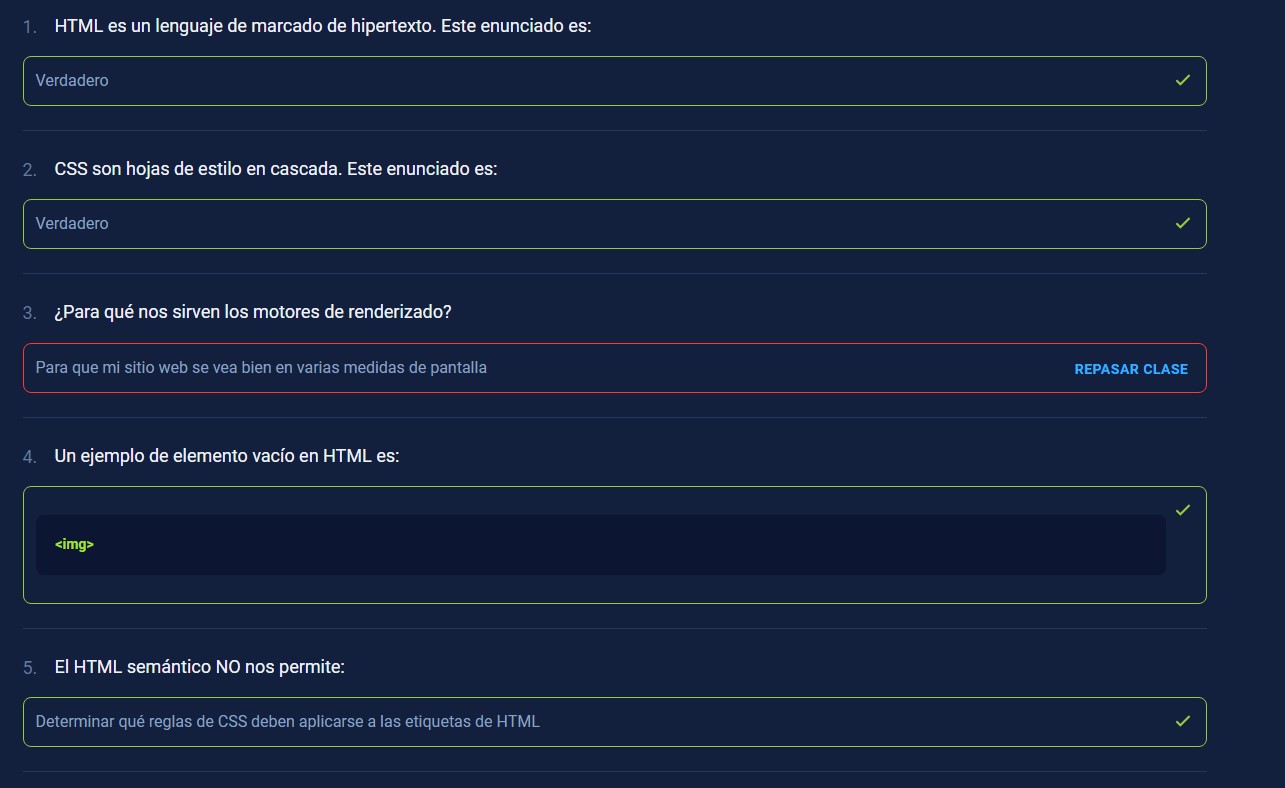 1. HTML es un lenguaje de marcado de hipertexto. Este enunciado es:
Verdadero
2. CSS son hojas de estilo en cascada. Este enunciado es:
Verdadero
3. ¿Para qué nos sirven los motores de renderizado?
Para que mi sitio web se vea bien en varias medidas de pantalla REPASAR CLASE
4. Un ejemplo de elemento vacío en HTML es:
<img>
5. El HTML semántico NO nos permite:
Determinar qué reglas de CSS deben aplicarse a las etiquetas de HTML